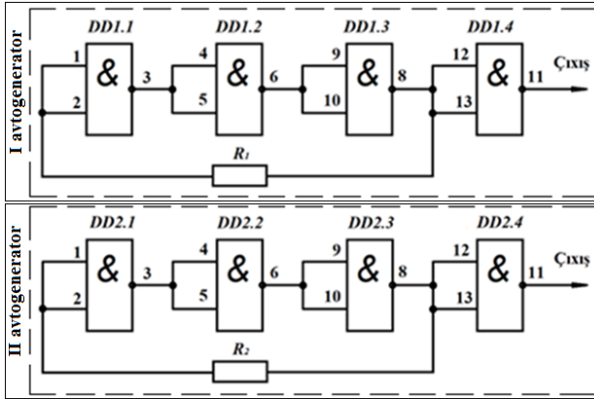 I avtogenerator
DD1.1 DD1.2 DD1.3 DD1.4
1 4 9 12 Çıxış
& & & &
3 6 8 11
2 5 10 13
R₁
II avtogenerator
DD2.1 DD2.2 DD2.3 DD2.4
1 4 9 12 Çıxış
& & & &
3 6 8 11
2 5 10 13
R₂